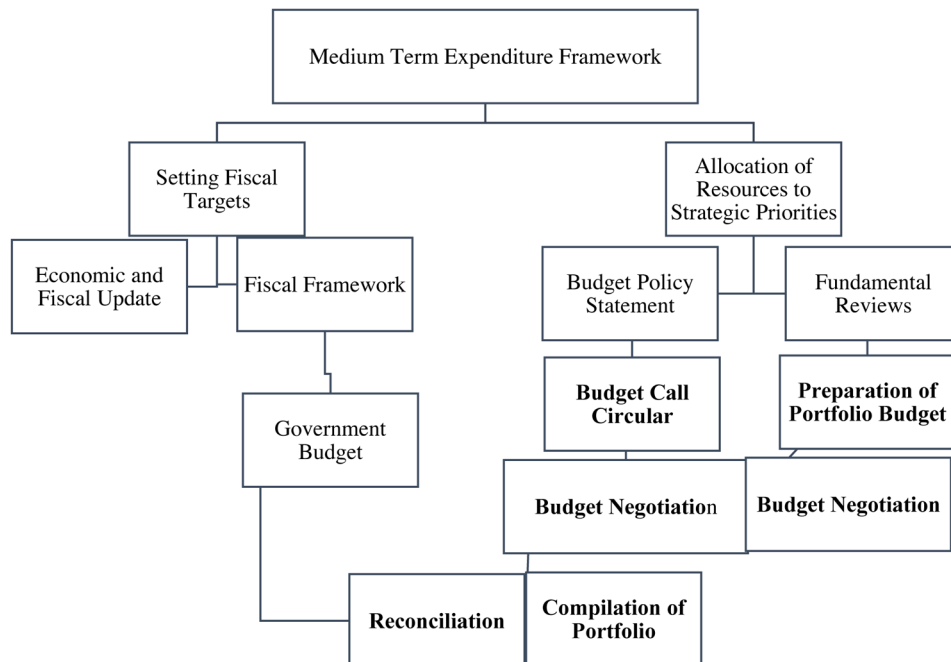 Medium Term Expenditure Framework
Setting Fiscal
Targets
Allocation of
Resources to
Strategic Priorities
Economic and
Fiscal Update
Fiscal Framework
Budget Policy
Statement
Fundamental
Reviews
Budget Call
Circular
Preparation of
Portfolio Budget
Government
Budget
Budget Negotiation
Budget Negotiation
Reconciliation
Compilation of
Portfolio